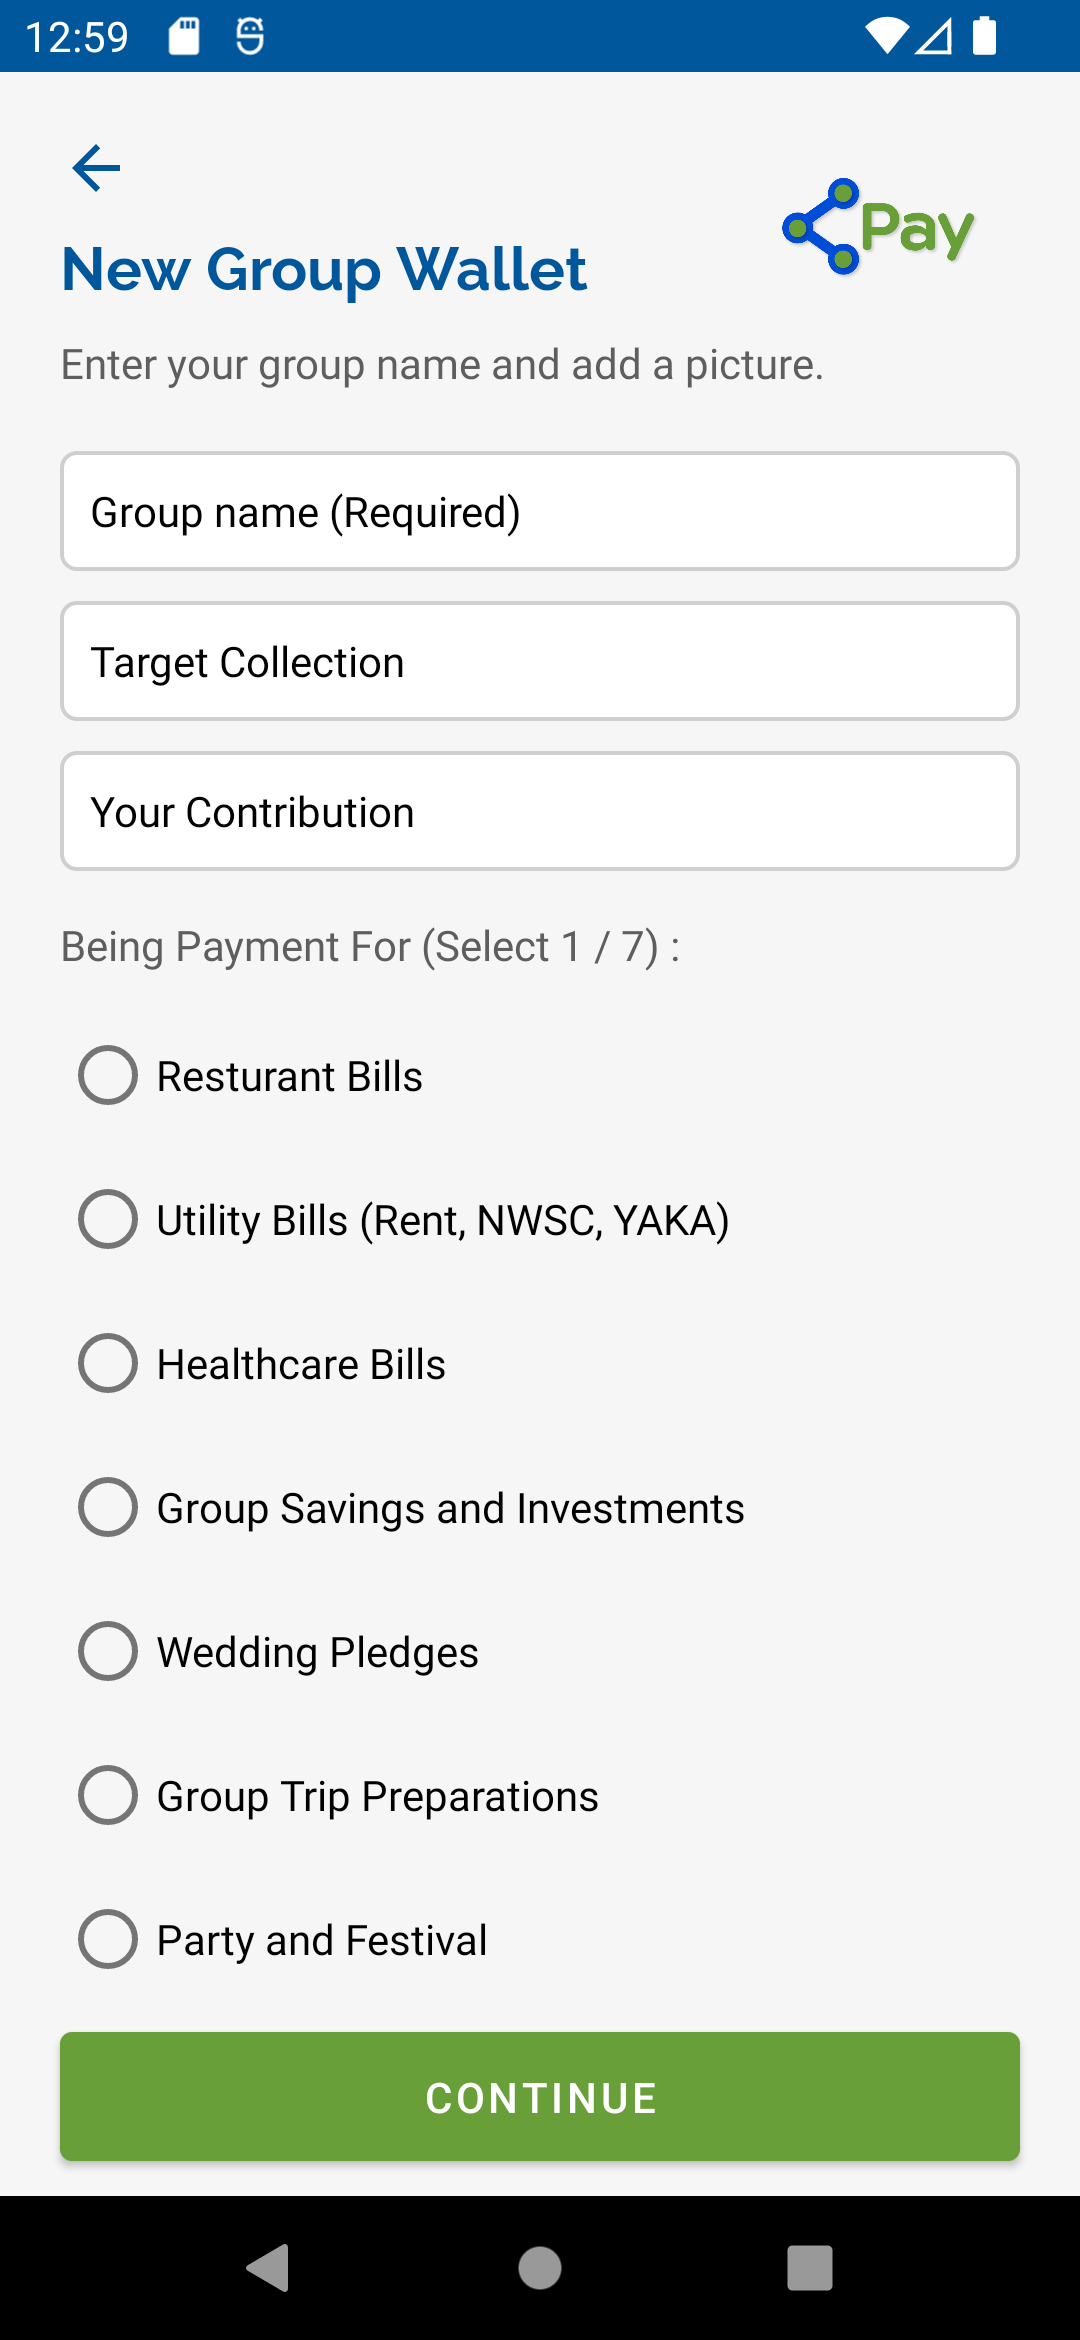 12:59
Pay
New Group Wallet
Enter your group name and add a picture.
Group name (Required)
Target Collection
Your Contribution
Being Payment For (Select 1 / 7) :
Resturant Bills
Utility Bills (Rent, NWSC, YAKA)
Healthcare Bills
Group Savings and Investments
Wedding Pledges
Group Trip Preparations
Party and Festival
CONTINUE